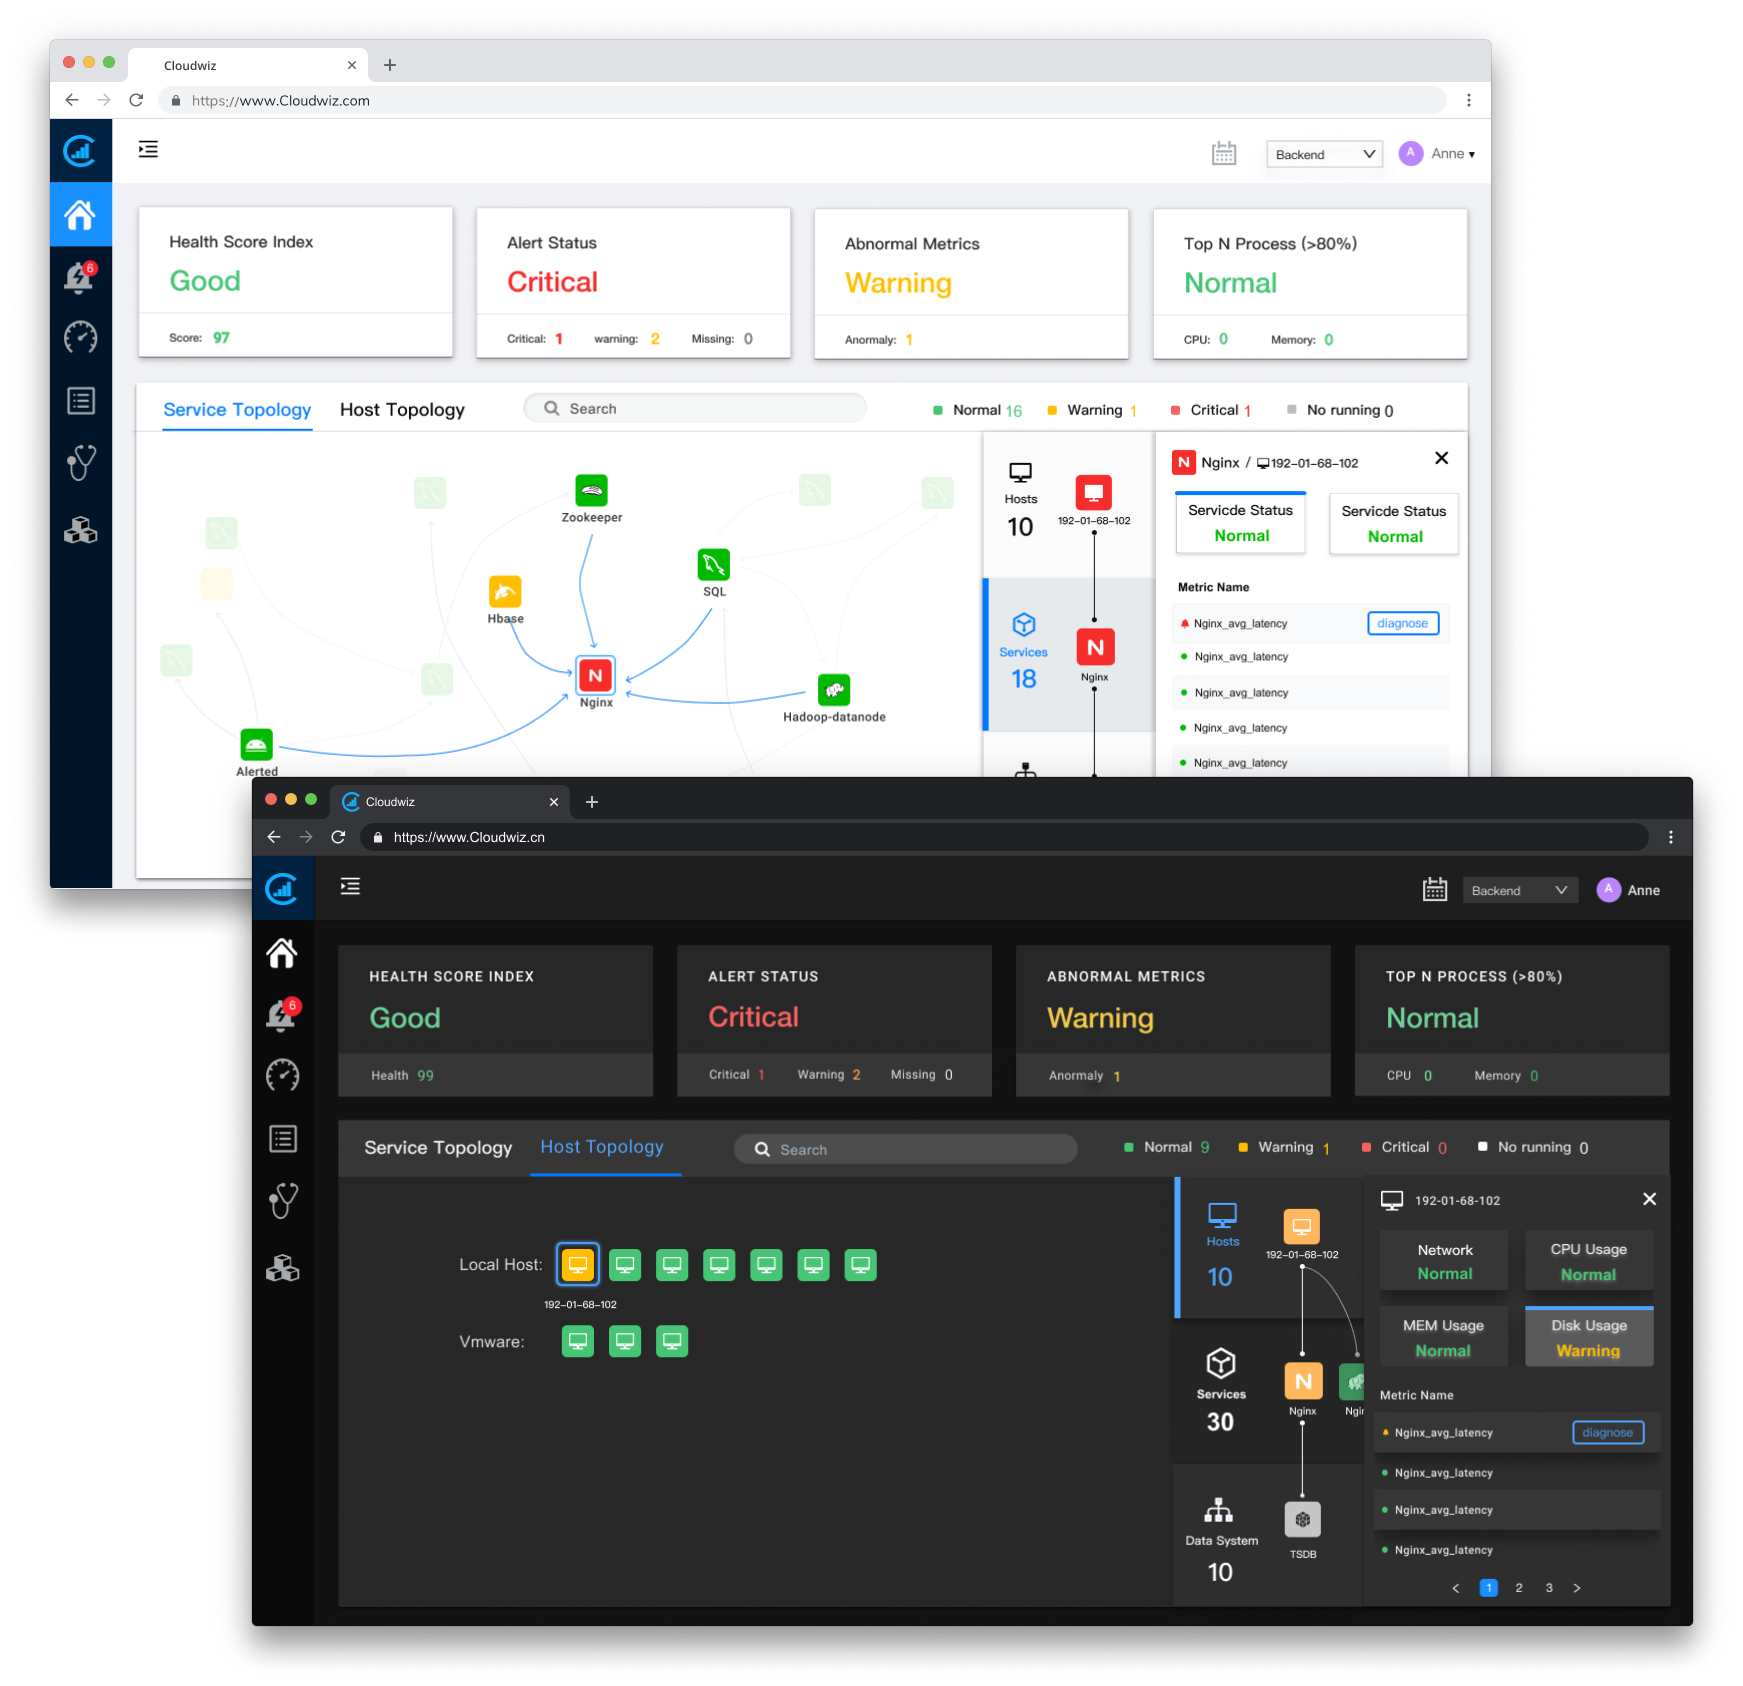 Cloudwiz
https://www.Cloudwiz.com
Backend
A
Anne
6
Health Score Index
Good
Score: 97
Alert Status
Critical
Critical: 1 warning: 2 Missing: 0
Abnormal Metrics
Warning
Anormaly: 1
Top N Process (>80%)
Normal
CPU: 0 Memory: 0
Service Topology Host Topology
Search
Normal 16 Warning 1 Critical 1 No running 0
Zookeeper
SQL
Hbase
N
Nginx
Hadoop-datanode
Alerted
Hosts
10
192-01-68-102
Services
18
N
Nginx
N Nginx / 192-01-68-102
Servicde Status
Normal
Servicde Status
Normal
Metric Name
Nginx_avg_latency diagnose
Nginx_avg_latency
Nginx_avg_latency
Nginx_avg_latency
Nginx_avg_latency
Cloudwiz
https://www.Cloudwiz.cn
Backend
A
Anne
6
HEALTH SCORE INDEX
Good
Health 99
ALERT STATUS
Critical
Critical 1 Warning 2 Missing 0
ABNORMAL METRICS
Warning
Anormaly 1
TOP N PROCESS (>80%)
Normal
CPU 0 Memory 0
Service Topology Host Topology
Search
Normal 9 Warning 1 Critical 0 No running 0
Local Host:
192-01-68-102
Vmware:
Hosts
10
192-01-68-102
Services
30
N
Nginx
Ngin
Data System
10
TSDB
192-01-68-102
Network
Normal
CPU Usage
Normal
MEM Usage
Normal
Disk Usage
Warning
Metric Name
Nginx_avg_latency diagnose
Nginx_avg_latency
Nginx_avg_latency
Nginx_avg_latency
< 1 2 3 >